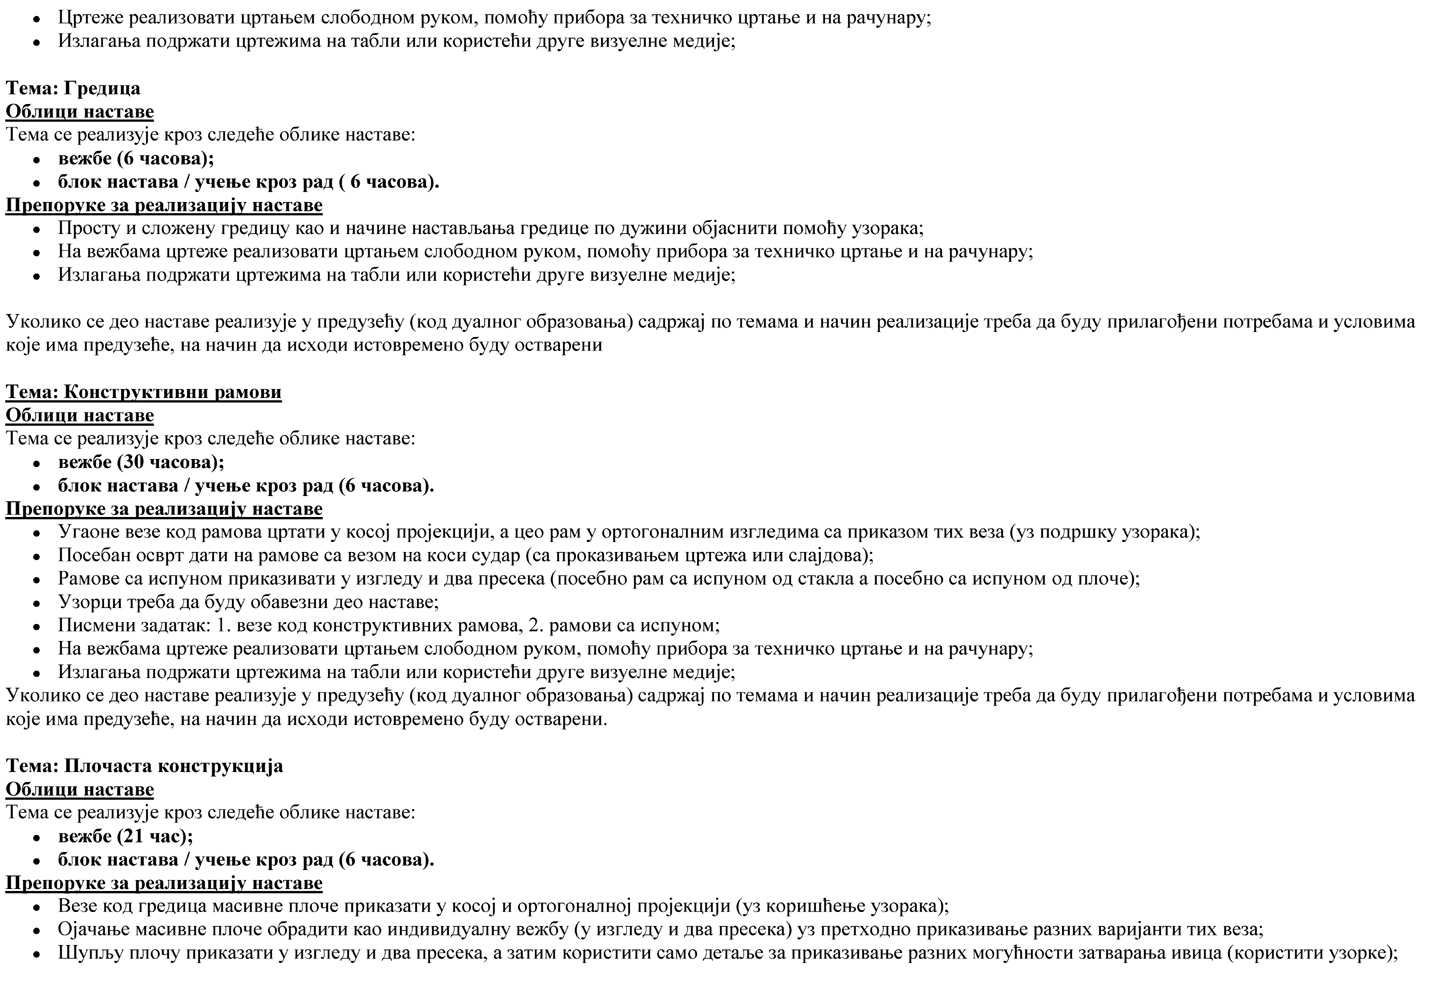 • Цртеже реализовати цртањем слободном руком, помоћу прибора за техничко цртање и на рачунару;
• Излагања подржати цртежима на табли или користећи друге визуелне медије;
Тема: Гредица
Облици наставе
Тема се реализује кроз следеће облике наставе:
• вежбе (6 часова);
• блок настава / учење кроз рад ( 6 часова).
Препоруке за реализацију наставе
• Просту и сложену гредицу као и начине настављања гредице по дужини објаснити помоћу узорака;
• На вежбама цртеже реализовати цртањем слободном руком, помоћу прибора за техничко цртање и на рачунару;
• Излагања подржати цртежима на табли или користећи друге визуелне медије;
Уколико се део наставе реализује у предузећу (код дуалног образовања) садржај по темама и начин реализације треба да буду прилагођени потребама и условима
које има предузеће, на начин да исходи истовремено буду остварени
Тема: Конструктивни рамови
Облици наставе
Тема се реализује кроз следеће облике наставе:
• вежбе (30 часова);
• блок настава / учење кроз рад (6 часова).
Препоруке за реализацију наставе
• Угаоне везе код рамова цртати у косој пројекцији, а цео рам у ортогоналним изгледима са приказом тих веза (уз подршку узорака);
• Посебан осврт дати на рамове са везом на коси судар (са проказивањем цртежа или слајдова);
• Рамове са испуном приказивати у изгледу и два пресека (посебно рам са испуном од стакла а посебно са испуном од плоче);
• Узорци треба да буду обавезни део наставе;
• Писмени задатак: 1. везе код конструктивних рамова, 2. рамови са испуном;
• На вежбама цртеже реализовати цртањем слободном руком, помоћу прибора за техничко цртање и на рачунару;
• Излагања подржати цртежима на табли или користећи друге визуелне медије;
Уколико се део наставе реализује у предузећу (код дуалног образовања) садржај по темама и начин реализације треба да буду прилагођени потребама и условима
које има предузеће, на начин да исходи истовремено буду остварени.
Тема: Плочаста конструкција
Облици наставе
Тема се реализује кроз следеће облике наставе:
• вежбе (21 час);
• блок настава / учење кроз рад (6 часова).
Препоруке за реализацију наставе
• Везе код гредица масивне плоче приказати у косој и ортогоналној пројекцији (уз коришћење узорака);
• Ојачање масивне плоче обрадити као индивидуалну вежбу (у изгледу и два пресека) уз претходно приказивање разних варијанти тих веза;
• Шупљу плочу приказати у изгледу и два пресека, а затим користити само детаље за приказивање разних могућности затварања ивица (користити узорке);